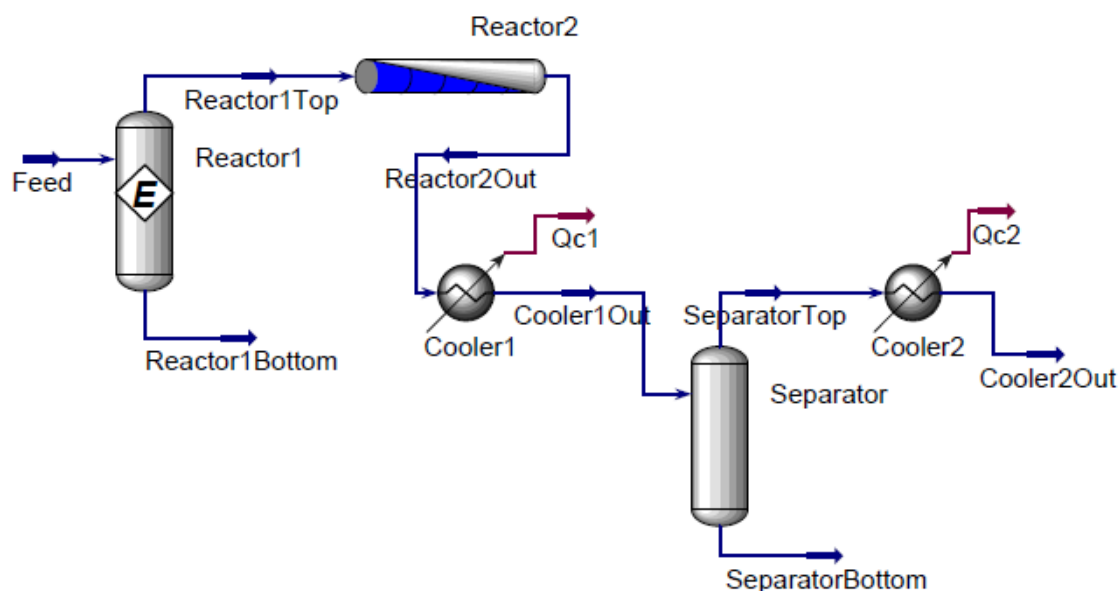 Reactor2
Reactor1Top
Reactor1
Feed
E
Reactor2Out
Qc1
Qc2
Cooler1Out
SeparatorTop
Reactor1Bottom
Cooler1
Cooler2
Cooler2Out
Separator
SeparatorBottom